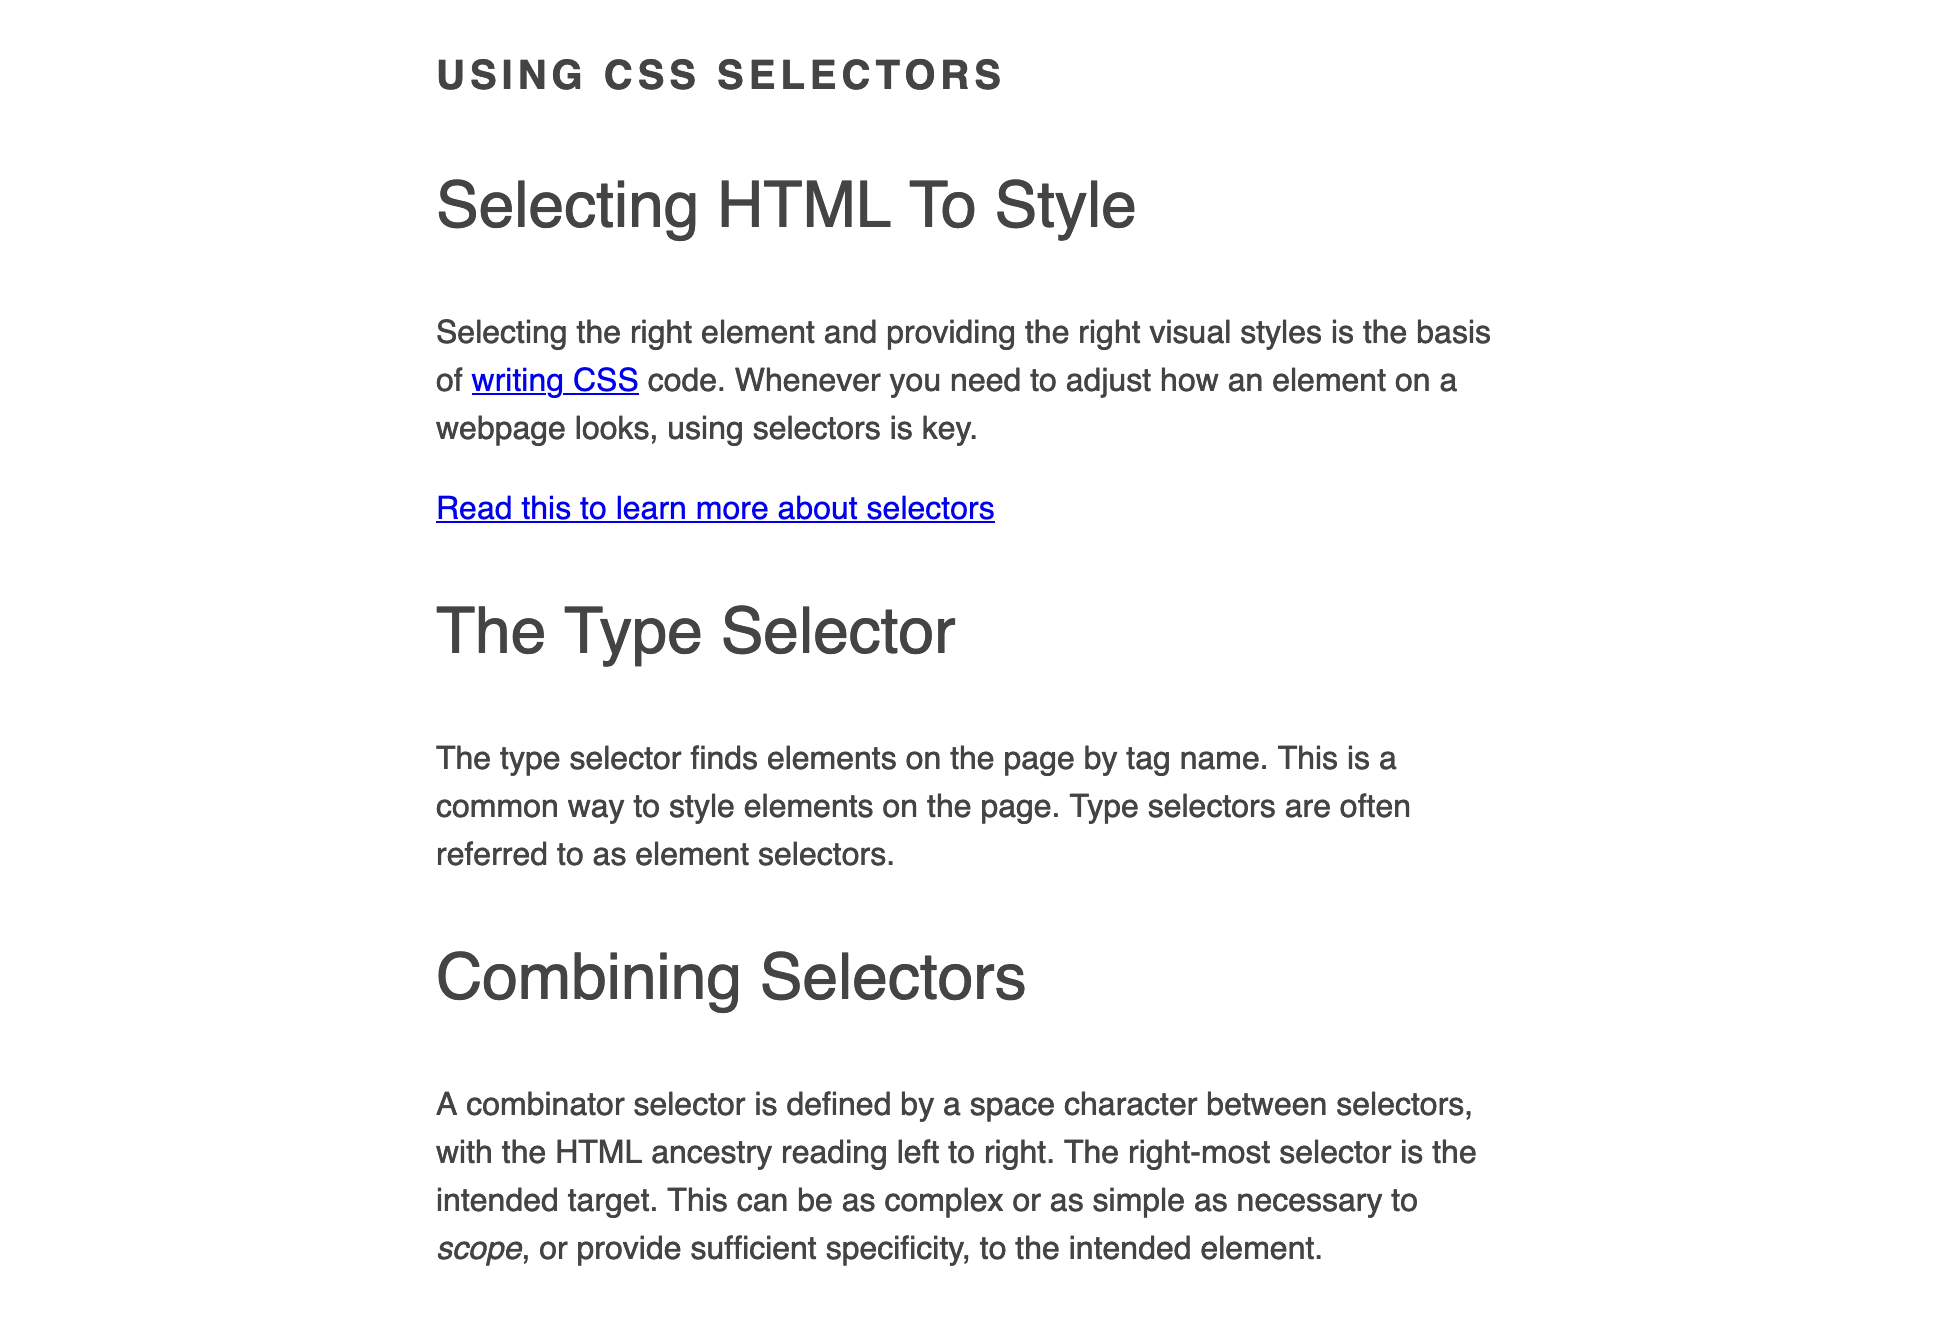 USING CSS SELECTORS
Selecting HTML To Style
Selecting the right element and providing the right visual styles is the basis
of writing CSS code. Whenever you need to adjust how an element on a
webpage looks, using selectors is key.
Read this to learn more about selectors
The Type Selector
The type selector finds elements on the page by tag name. This is a
common way to style elements on the page. Type selectors are often
referred to as element selectors.
Combining Selectors
A combinator selector is defined by a space character between selectors,
with the HTML ancestry reading left to right. The right-most selector is the
intended target. This can be as complex or as simple as necessary to
scope, or provide sufficient specificity, to the intended element.